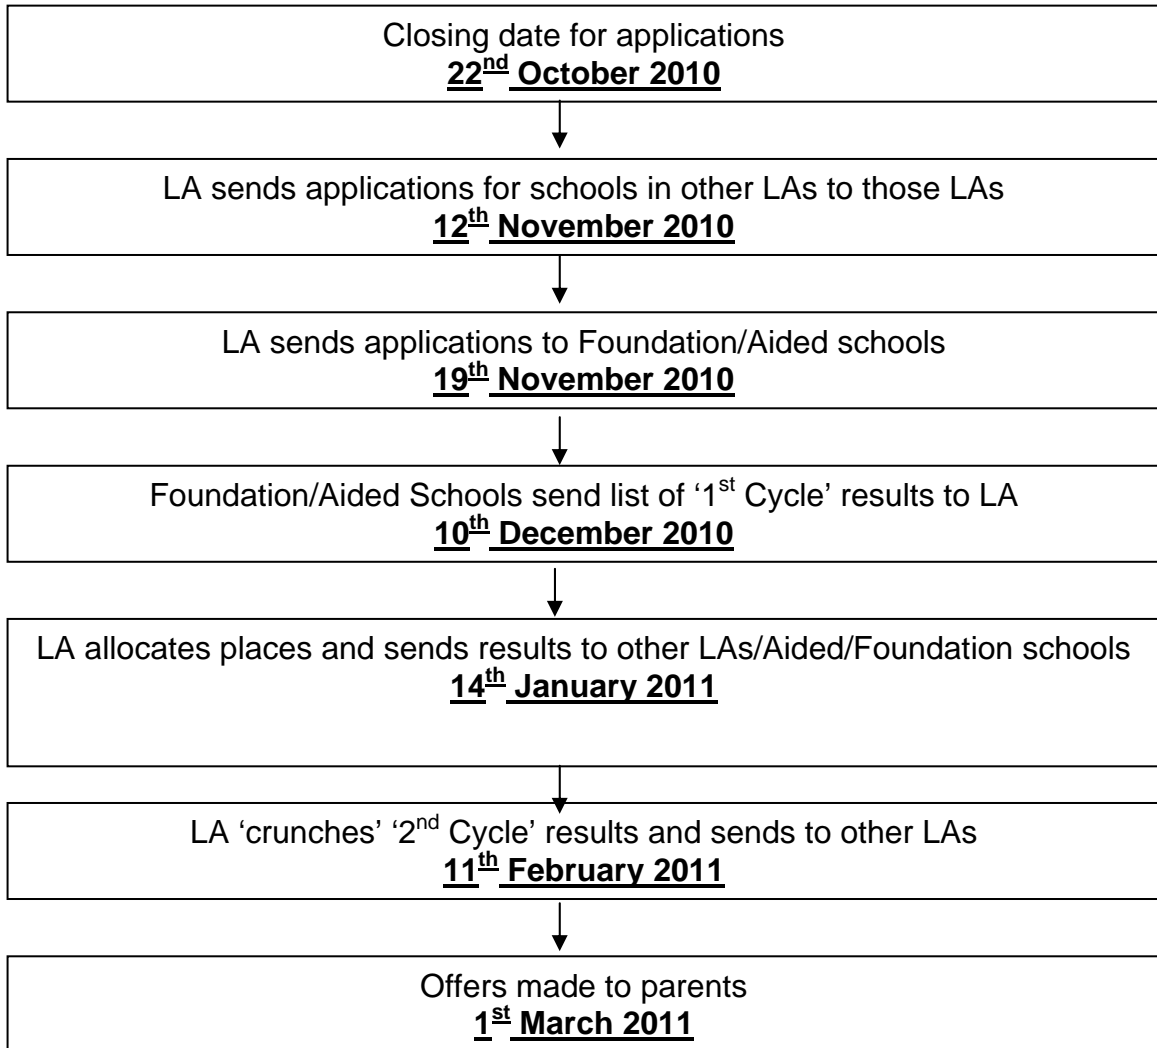 Closing date for applications
22nd October 2010
LA sends applications for schools in other LAs to those LAs
12th November 2010
LA sends applications to Foundation/Aided schools
19th November 2010
Foundation/Aided Schools send list of ‘1st Cycle’ results to LA
10th December 2010
LA allocates places and sends results to other LAs/Aided/Foundation schools
14th January 2011
LA ‘crunches’ ‘2nd Cycle’ results and sends to other LAs
11th February 2011
Offers made to parents
1st March 2011